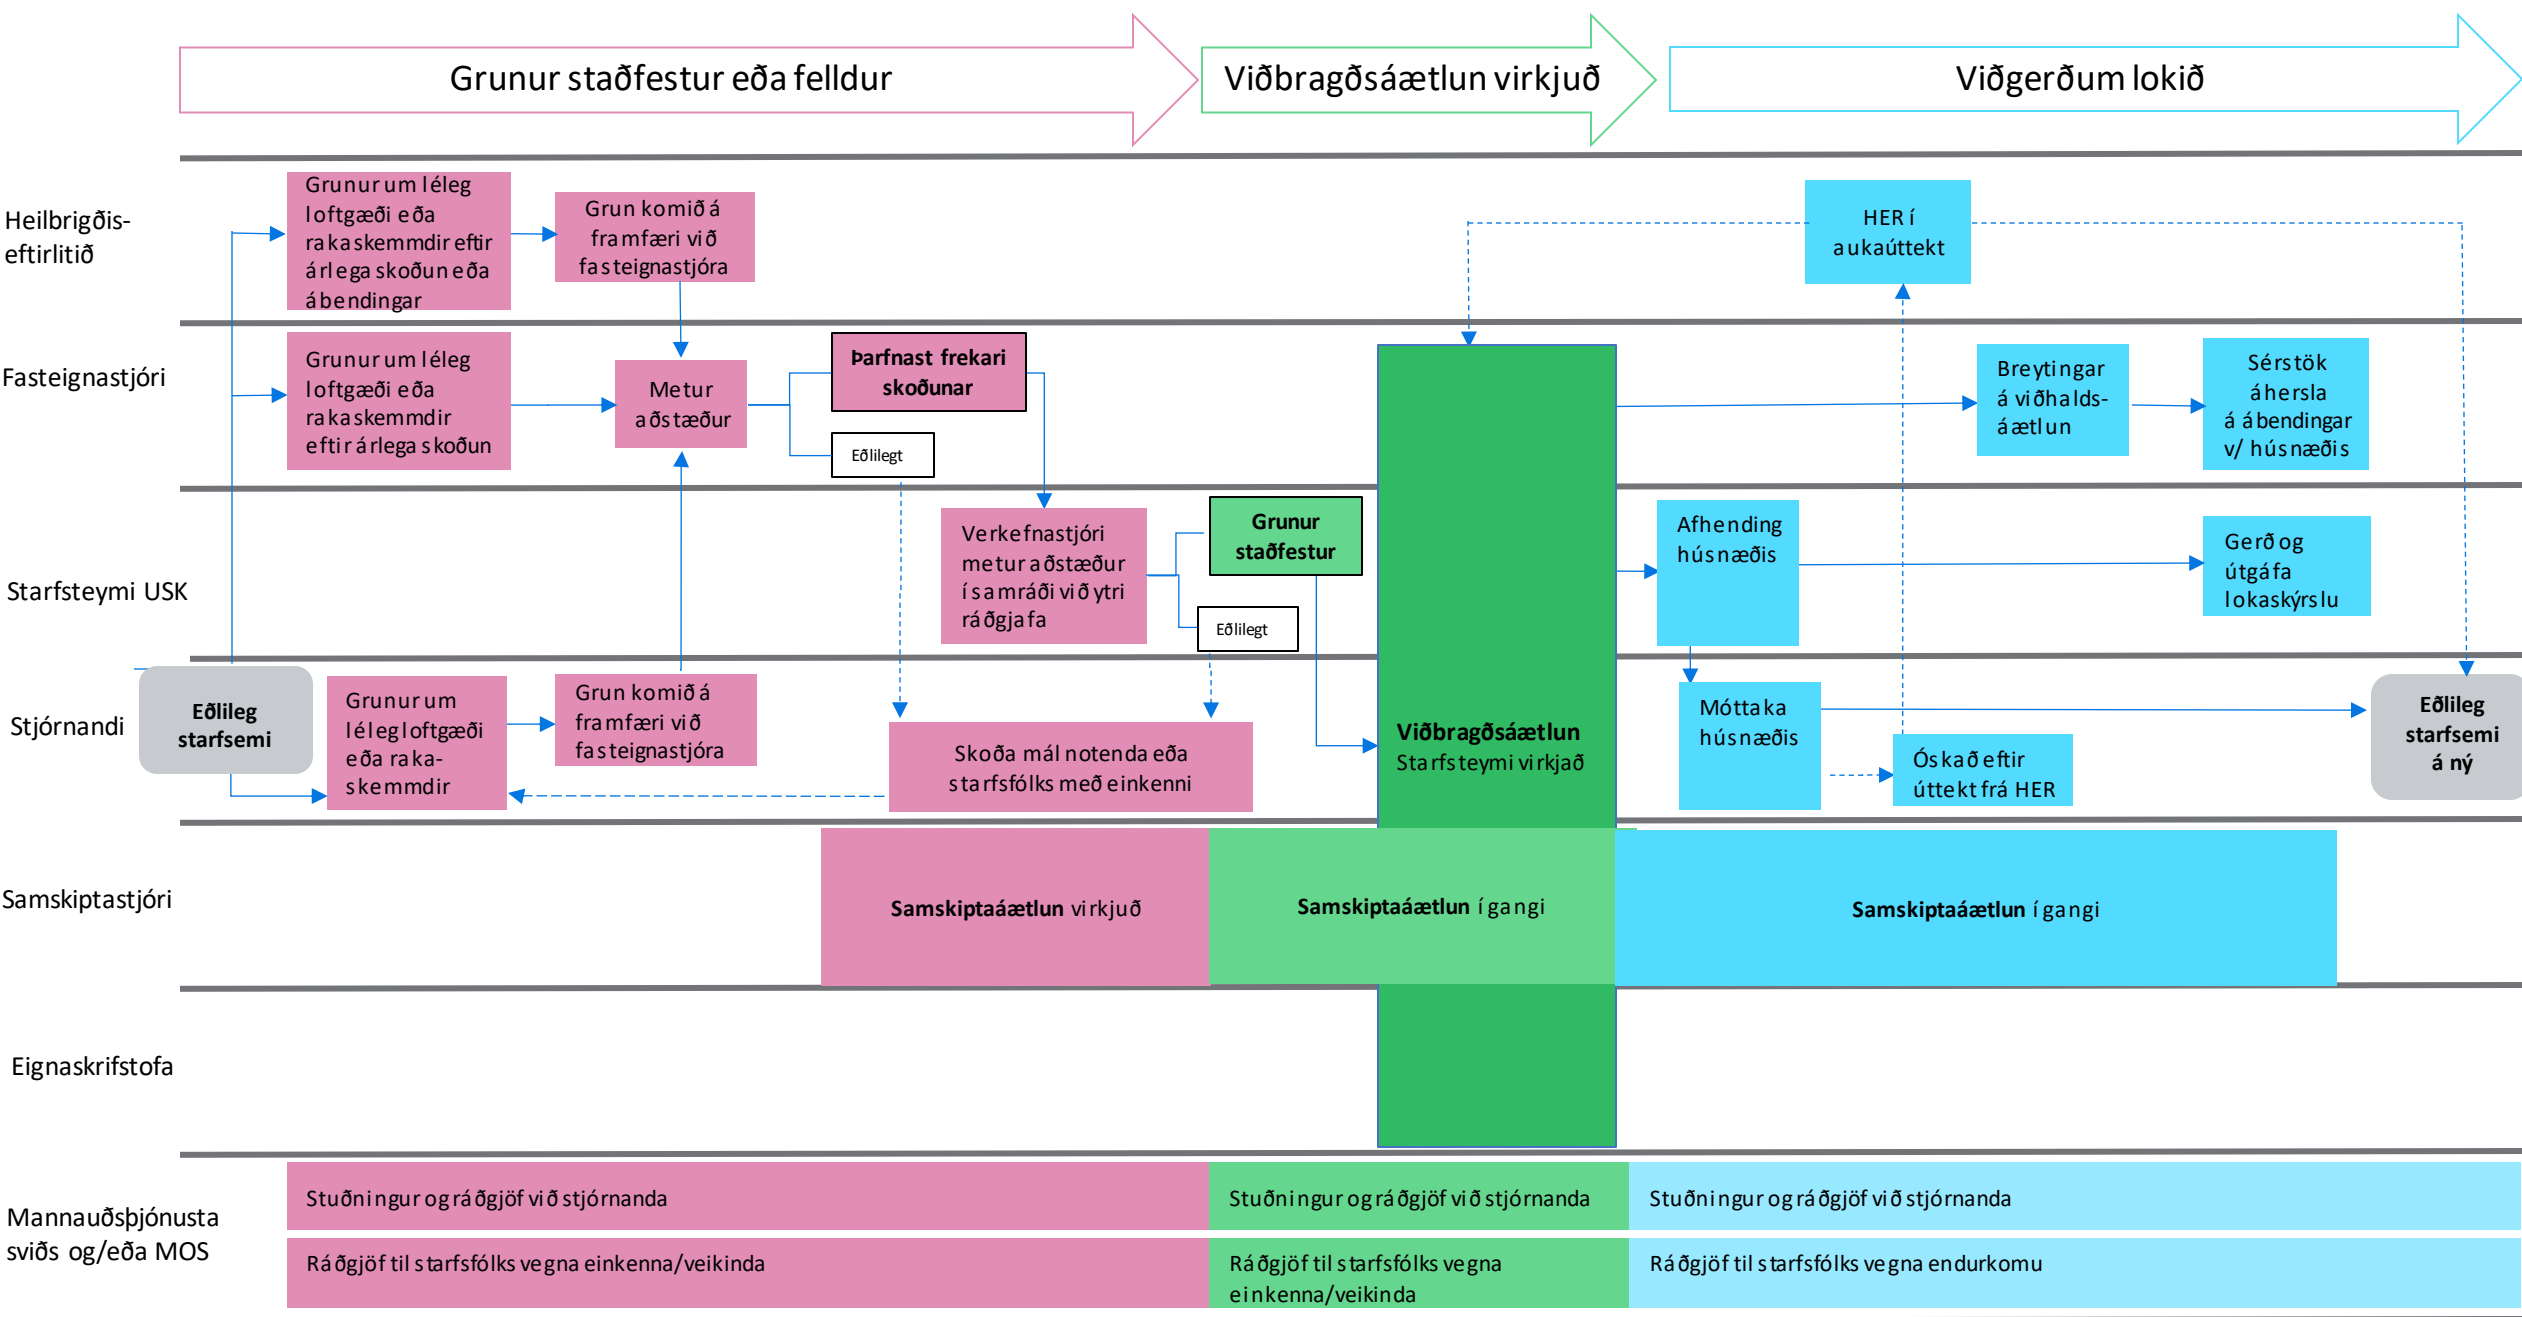 Grunur staðfestur eða felldur
Viðbragðsáætlun virkjuð
Viðgerðum lokið
Heilbrigðis-
eftirlitið
Grunur um léleg
loftgæði eða
rakaskemmdir eftir
árlega skoðun eða
ábendingar
Grun komið á
framfæri við
fasteignastjóra
HER í
aukaúttekt
Fasteignastjóri
Grunur um léleg
loftgæði eða
rakaskemmdir
eftir árlega skoðun
Metur
aðstæður
Þarfnast frekari
skoðunar
Eðlilegt
Breytingar
á viðhalds-
áætlun
Sérstök
áhersla
á ábendingar
v/ húsnæðis
Starfsteymi USK
Verkefnastjóri
metur aðstæður
í samráði við ytri
ráðgjafa
Grunur
staðfestur
Eðlilegt
Afhending
húsnæðis
Gerð og
útgáfa
lokaskýrslu
Stjórnandi
Eðlileg
starfsemi
Grunur um
léleg loftgæði
eða raka-
skemmdir
Grun komið á
framfæri við
fasteignastjóra
Skoða mál notenda eða
starfsfólks með einkenni
Viðbragðsáætlun
Starfsteymi virkjað
Móttaka
húsnæðis
Óskað eftir
úttekt frá HER
Eðlileg
starfsemi
á ný
Samskiptastjóri
Samskiptaáætlun virkjuð
Samskiptaáætlun í gangi
Samskiptaáætlun í gangi
Eignaskrifstofa
Mannauðsþjónusta
sviðs og/eða MOS
Stuðningur og ráðgjöf við stjórnanda
Stuðningur og ráðgjöf við stjórnanda
Stuðningur og ráðgjöf við stjórnanda
Ráðgjöf til starfsfólks vegna einkenna/veikinda
Ráðgjöf til starfsfólks vegna
einkenna/veikinda
Ráðgjöf til starfsfólks vegna endurkomu